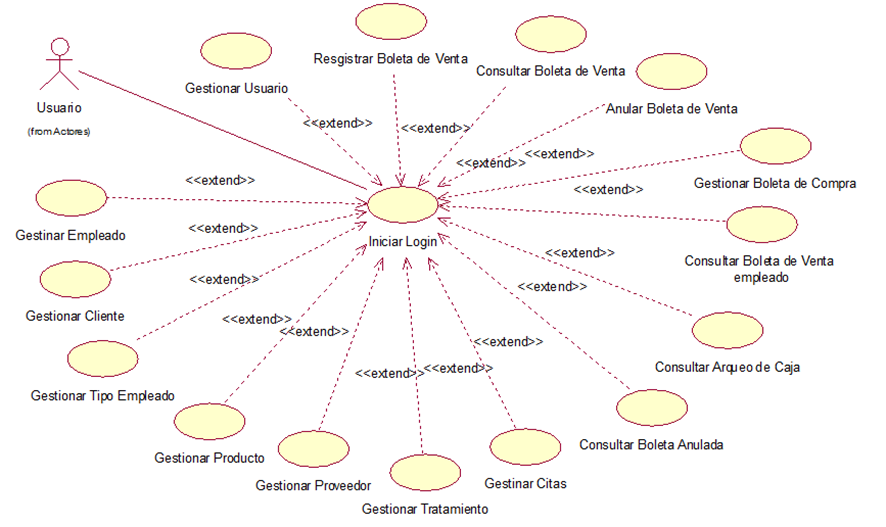 Usuario
(from Actores)
Gestionar Usuario
Resgistrar Boleta de Venta
Consultar Boleta de Venta
Anular Boleta de Venta
<<extend>>
<<extend>>
<<extend>>
<<extend>>
Gestionar Boleta de Compra
<<extend>>
<<extend>>
Gestinar Empleado
Iniciar Login
<<extend>>
Consultar Boleta de Venta
empleado
<<extend>>
Gestionar Cliente
<<extend>>
<<extend>>
<<extend>>
<<extend>>
<<extend>>
Consultar Arqueo de Caja
<<extend>>
<<extend>>
<<extend>>
Gestionar Tipo Empleado
Consultar Boleta Anulada
Gestionar Producto
Gestionar Proveedor
Gestinar Citas
Gestionar Tratamiento